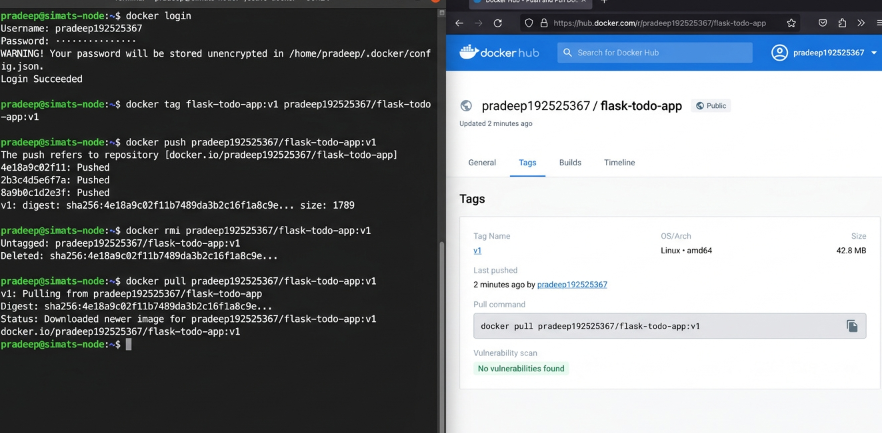 pradeep@simats-node:~$ docker login
Username: pradeep192525367
Password: ···············
WARNING! Your password will be stored unencrypted in /home/pradeep/.docker/conf
ig.json.
Login Succeeded
pradeep@simats-node:~$ docker tag flask-todo-app:v1 pradeep192525367/flask-todo
-app:v1
pradeep@simats-node:~$ docker push pradeep192525367/flask-todo-app:v1
The push refers to repository [docker.io/pradeep192525367/flask-todo-app]
4e18a9c02f11: Pushed
2b3c4d5e6f7a: Pushed
8a9b0c1d2e3f: Pushed
v1: digest: sha256:4e18a9c02f11b7489da3b2c16f1a8c9e... size: 1789
pradeep@simats-node:~$ docker rmi pradeep192525367/flask-todo-app:v1
Untagged: pradeep192525367/flask-todo-app:v1
Deleted: sha256:4e18a9c02f11b7489da3b2c16f1a8c9e...
pradeep@simats-node:~$ docker pull pradeep192525367/flask-todo-app:v1
v1: Pulling from pradeep192525367/flask-todo-app
Digest: sha256:4e18a9c02f11b7489da3b2c16f1a8c9e...
Status: Downloaded newer image for pradeep192525367/flask-todo-app:v1
docker.io/pradeep192525367/flask-todo-app:v1
pradeep@simats-node:~$
https://hub.docker.com/r/pradeep192525367/flask-todo-app
docker hub
Search for Docker Hub
pradeep192525367
pradeep192525367 / flask-todo-app
Public
Updated 2 minutes ago
General Tags Builds Timeline
Tags
Tag Name OS/Arch Size
v1 Linux • amd64 42.8 MB
Last pushed
2 minutes ago by pradeep192525367
Pull command
docker pull pradeep192525367/flask-todo-app:v1
Vulnerability scan
No vulnerabilities found